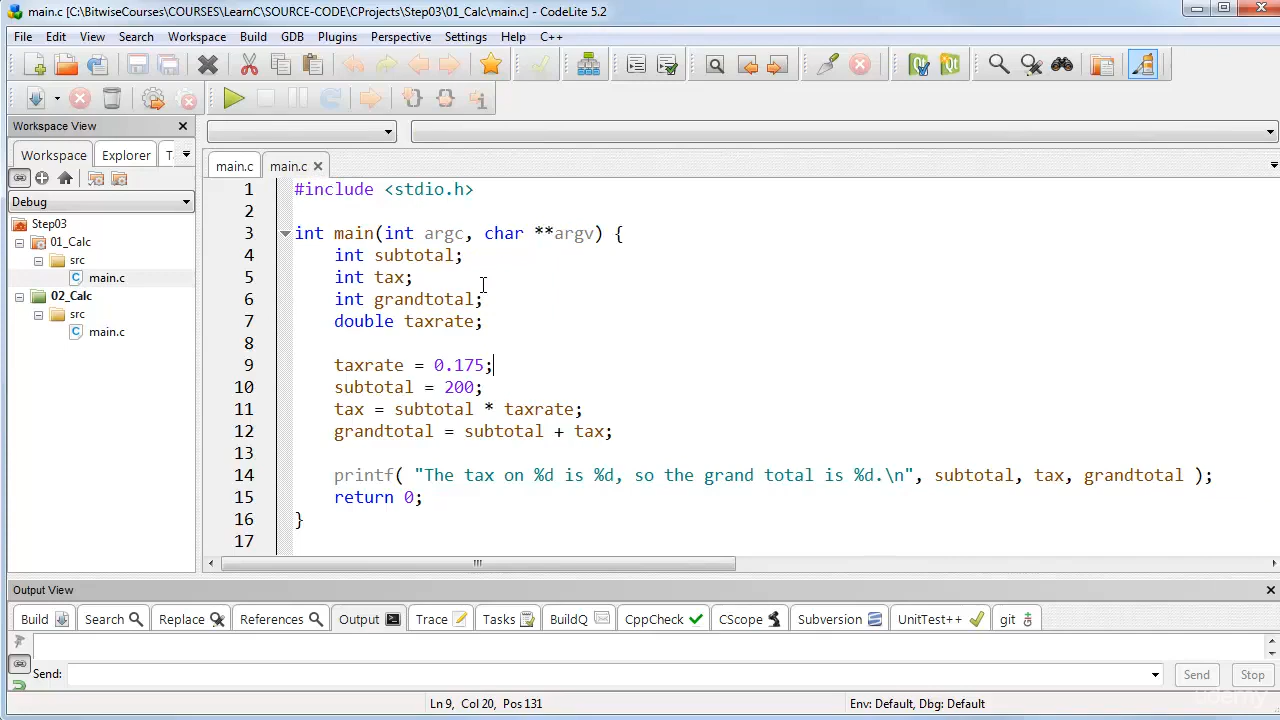 main.c [C:\BitwiseCourses\COURSES\LearnC\SOURCE-CODE\CProjects\Step03\01_Calc\main.c] - CodeLite 5.2
File Edit View Search Workspace Build GDB Plugins Perspective Settings Help C++
Workspace View
Workspace Explorer T
main.c main.c
Debug
Step03
01_Calc
src
main.c
02_Calc
src
main.c
1 #include <stdio.h>
2
3 int main(int argc, char **argv) {
4 int subtotal;
5 int tax;
6 int grandtotal;
7 double taxrate;
8
9 taxrate = 0.175;
10 subtotal = 200;
11 tax = subtotal * taxrate;
12 grandtotal = subtotal + tax;
13
14 printf( "The tax on %d is %d, so the grand total is %d.\n", subtotal, tax, grandtotal );
15 return 0;
16 }
17
Output View
Build Search Replace References Output Trace Tasks BuildQ CppCheck CScope Subversion UnitTest++ git
Send: Send Stop
Ln 9, Col 20, Pos 131 Env: Default, Dbg: Default
udemy